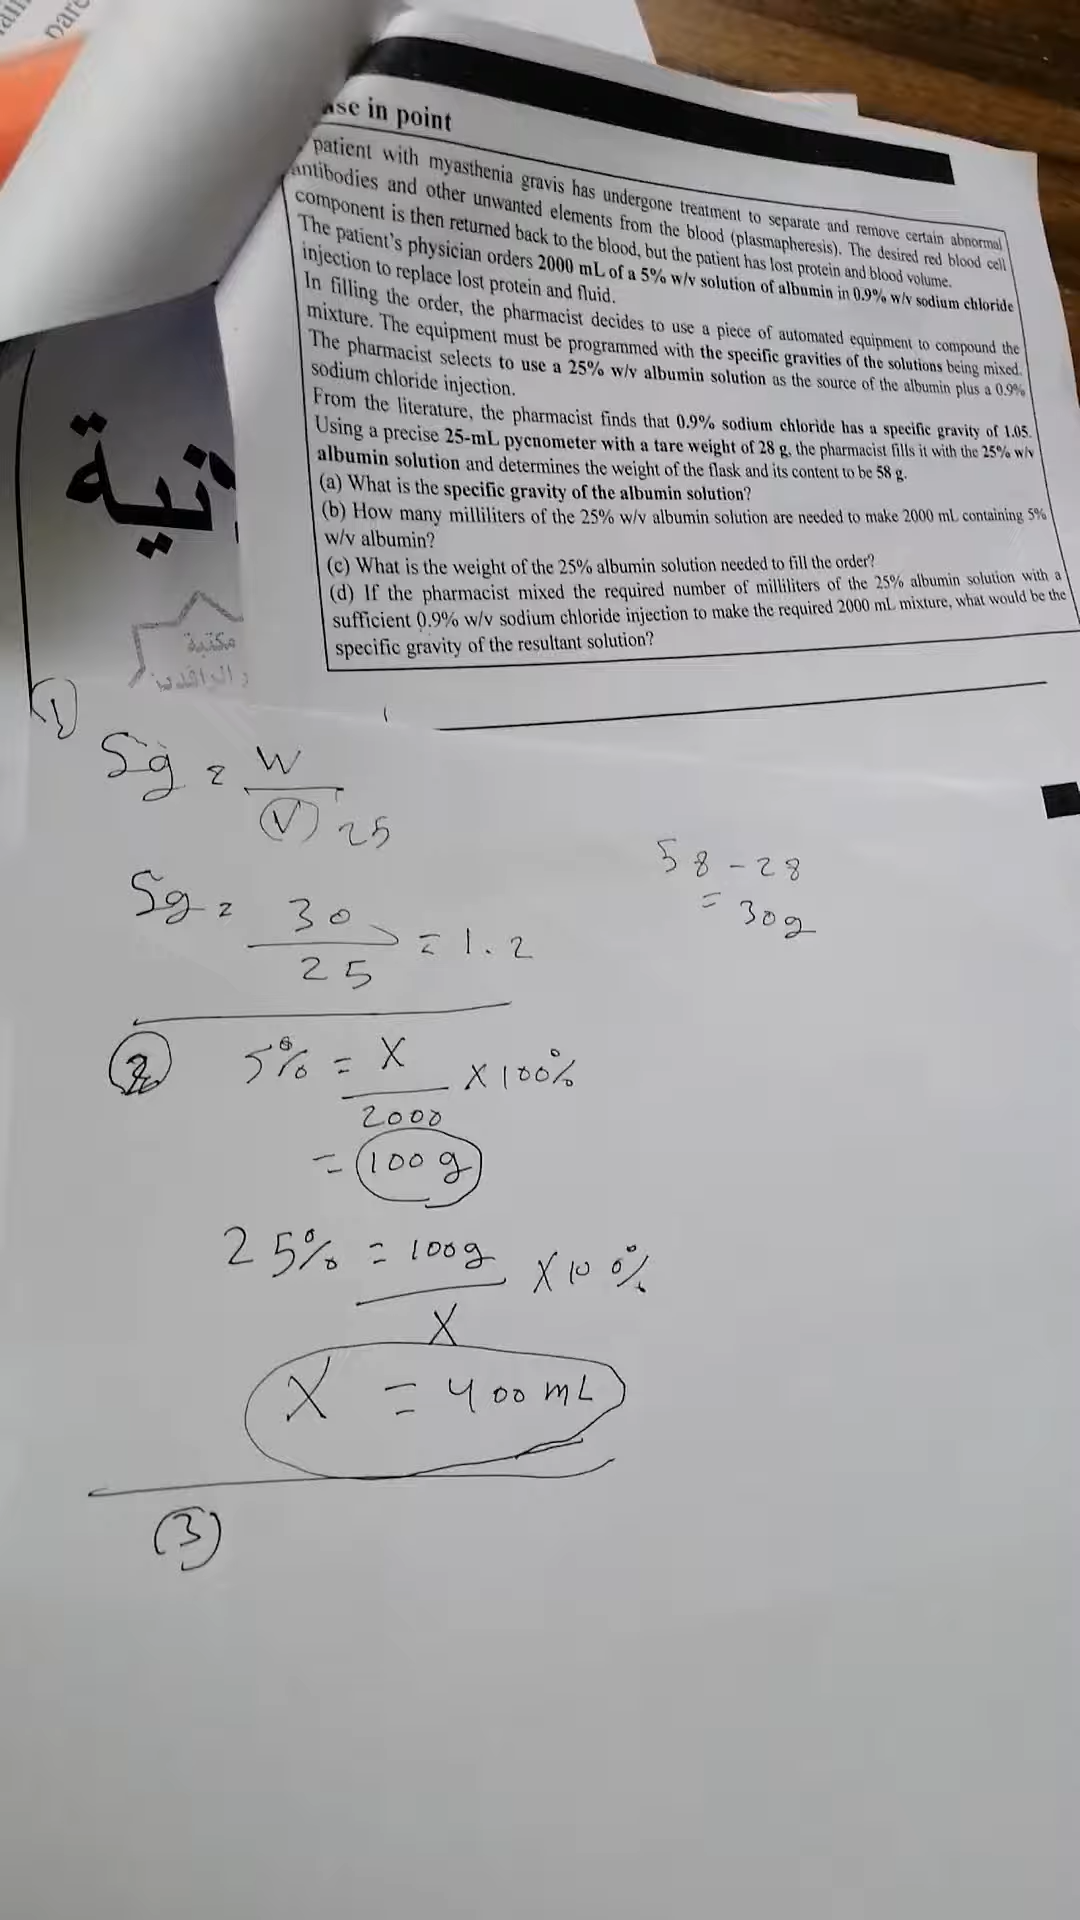 ase in point
patient with myasthenia gravis has undergone treatment to separate and remove certain abnormal
antibodies and other unwanted elements from the blood (plasmapheresis). The desired red blood cell
component is then returned back to the blood, but the patient has lost protein and blood volume.
The patient's physician orders 2000 mL of a 5% w/v solution of albumin in 0.9% w/v sodium chloride
injection to replace lost protein and fluid.
In filling the order, the pharmacist decides to use a piece of automated equipment to compound the
mixture. The equipment must be programmed with the specific gravities of the solutions being mixed.
The pharmacist selects to use a 25% w/v albumin solution as the source of the albumin plus a 0.9%
sodium chloride injection.
From the literature, the pharmacist finds that 0.9% sodium chloride has a specific gravity of 1.05.
Using a precise 25-mL pycnometer with a tare weight of 28 g, the pharmacist fills it with the 25% w/v
albumin solution and determines the weight of the flask and its content to be 58 g.
(a) What is the specific gravity of the albumin solution?
(b) How many milliliters of the 25% w/v albumin solution are needed to make 2000 mL containing 5%
w/v albumin?
(c) What is the weight of the 25% albumin solution needed to fill the order?
(d) If the pharmacist mixed the required number of milliliters of the 25% albumin solution with a
sufficient 0.9% w/v sodium chloride injection to make the required 2000 mL mixture, what would be the
specific gravity of the resultant solution?
مكتبة
1
Sg = W
V 25
58 - 28
= 30g
Sg = 30
25 = 1.2
2
5% = X
2000 X 100%
= 100 g
25% = 100g
X X 100%
X = 400 mL
(3)